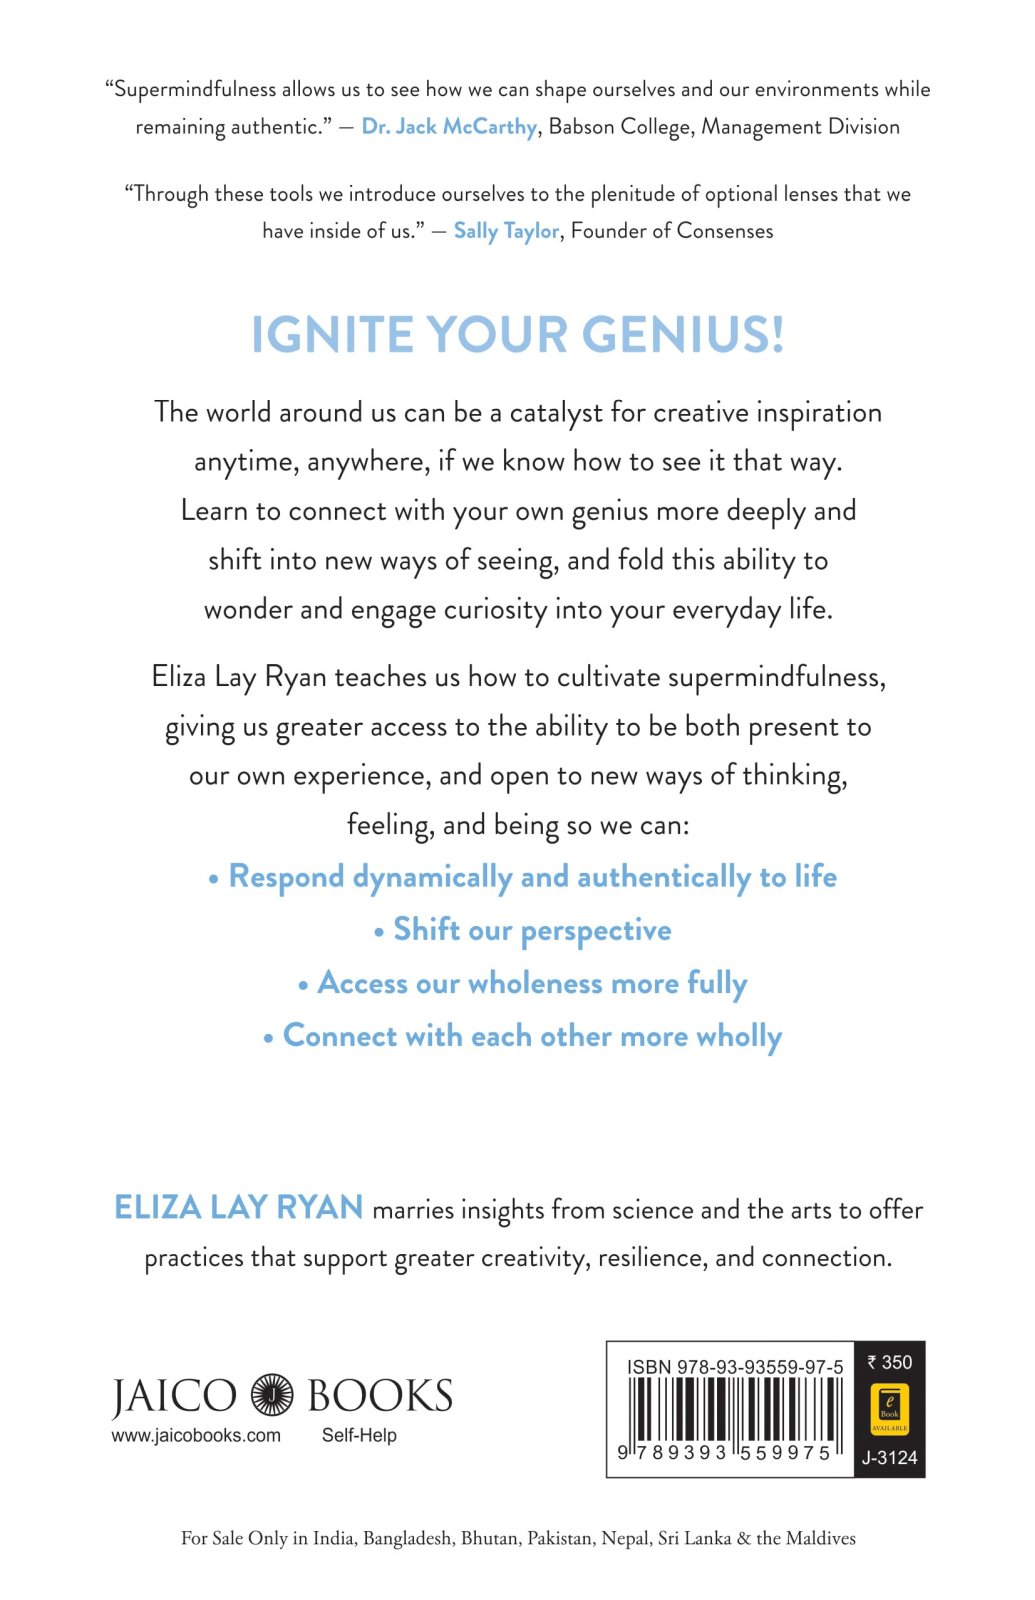 “Supermindfulness allows us to see how we can shape ourselves and our environments while
remaining authentic.” — Dr. Jack McCarthy, Babson College, Management Division
“Through these tools we introduce ourselves to the plenitude of optional lenses that we
have inside of us.” — Sally Taylor, Founder of Consenses
IGNITE YOUR GENIUS!
The world around us can be a catalyst for creative inspiration
anytime, anywhere, if we know how to see it that way.
Learn to connect with your own genius more deeply and
shift into new ways of seeing, and fold this ability to
wonder and engage curiosity into your everyday life.
Eliza Lay Ryan teaches us how to cultivate supermindfulness,
giving us greater access to the ability to be both present to
our own experience, and open to new ways of thinking,
feeling, and being so we can:
• Respond dynamically and authentically to life
• Shift our perspective
• Access our wholeness more fully
• Connect with each other more wholly
ELIZA LAY RYAN marries insights from science and the arts to offer
practices that support greater creativity, resilience, and connection.
JAICO J BOOKS
www.jaicobooks.com Self-Help
ISBN 978-93-93559-97-5
9 789393 559975
₹ 350
e
Book
AVAILABLE
J-3124
For Sale Only in India, Bangladesh, Bhutan, Pakistan, Nepal, Sri Lanka & the Maldives